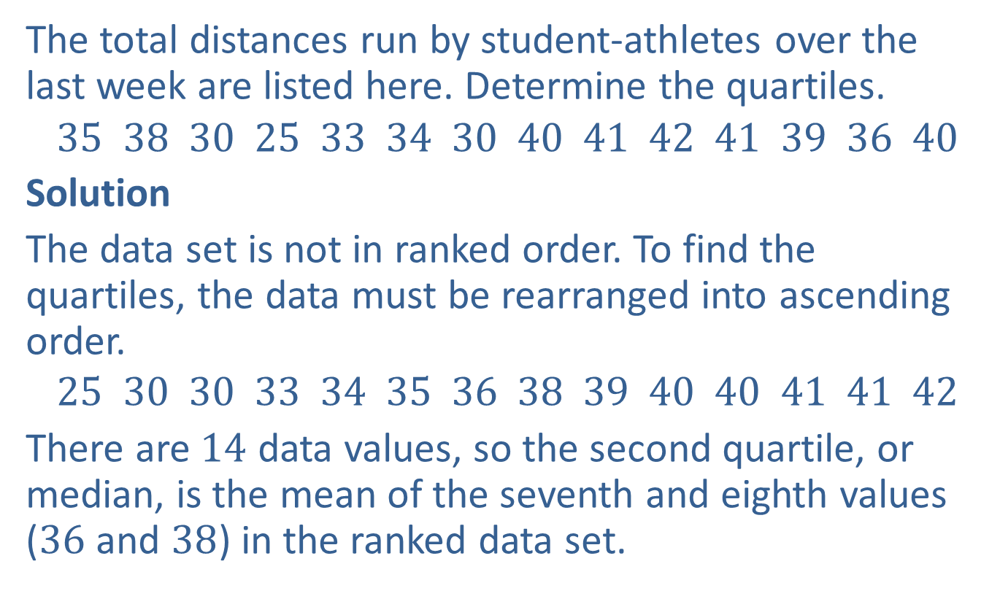 The total distances run by student-athletes over the
last week are listed here. Determine the quartiles.
35 38 30 25 33 34 30 40 41 42 41 39 36 40
Solution
The data set is not in ranked order. To find the
quartiles, the data must be rearranged into ascending
order.
25 30 30 33 34 35 36 38 39 40 40 41 41 42
There are 14 data values, so the second quartile, or
median, is the mean of the seventh and eighth values
(36 and 38) in the ranked data set.